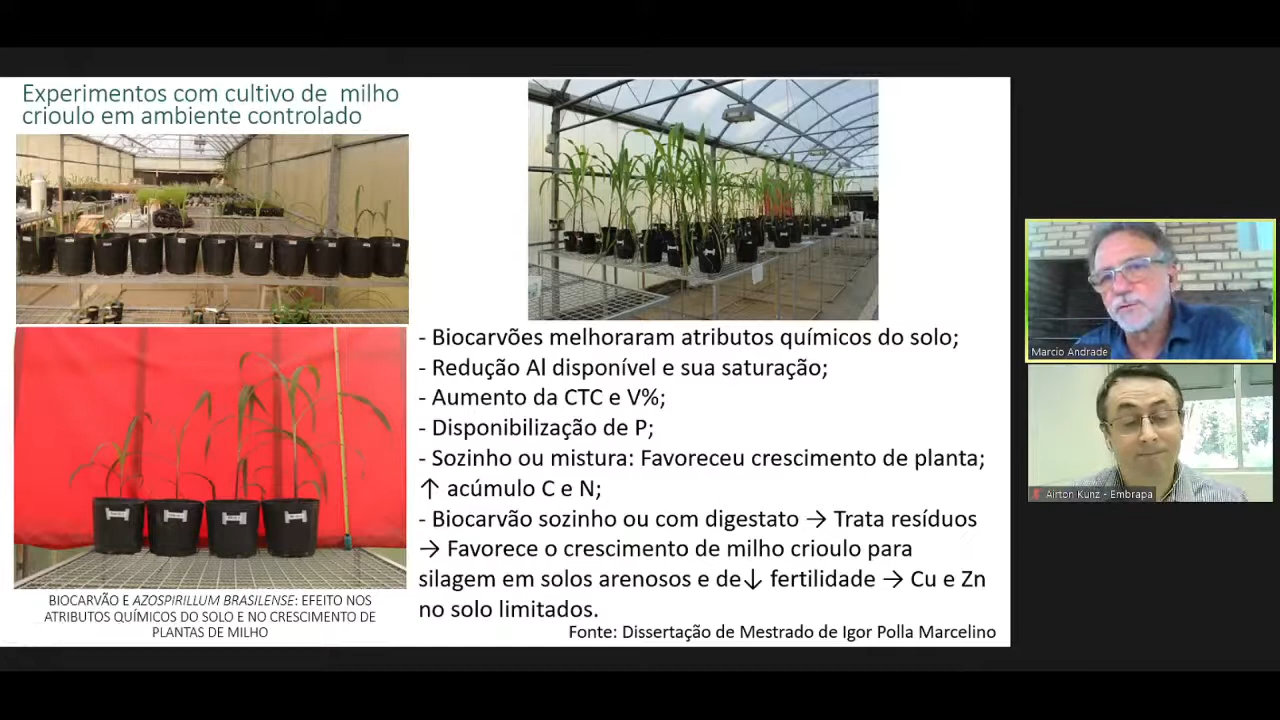 Experimentos com cultivo de milho
crioulo em ambiente controlado
- Biocarvões melhoraram atributos químicos do solo;
- Redução Al disponível e sua saturação;
- Aumento da CTC e V%;
- Disponibilização de P;
- Sozinho ou mistura: Favoreceu crescimento de planta;
↑ acúmulo C e N;
- Biocarvão sozinho ou com digestato → Trata resíduos
→ Favorece o crescimento de milho crioulo para
silagem em solos arenosos e de↓ fertilidade → Cu e Zn
no solo limitados.
BIOCARVÃO E AZOSPIRILLUM BRASILENSE: EFEITO NOS
ATRIBUTOS QUÍMICOS DO SOLO E NO CRESCIMENTO DE
PLANTAS DE MILHO
Fonte: Dissertação de Mestrado de Igor Polla Marcelino
Marcio Andrade
Airton Kunz - Embrapa